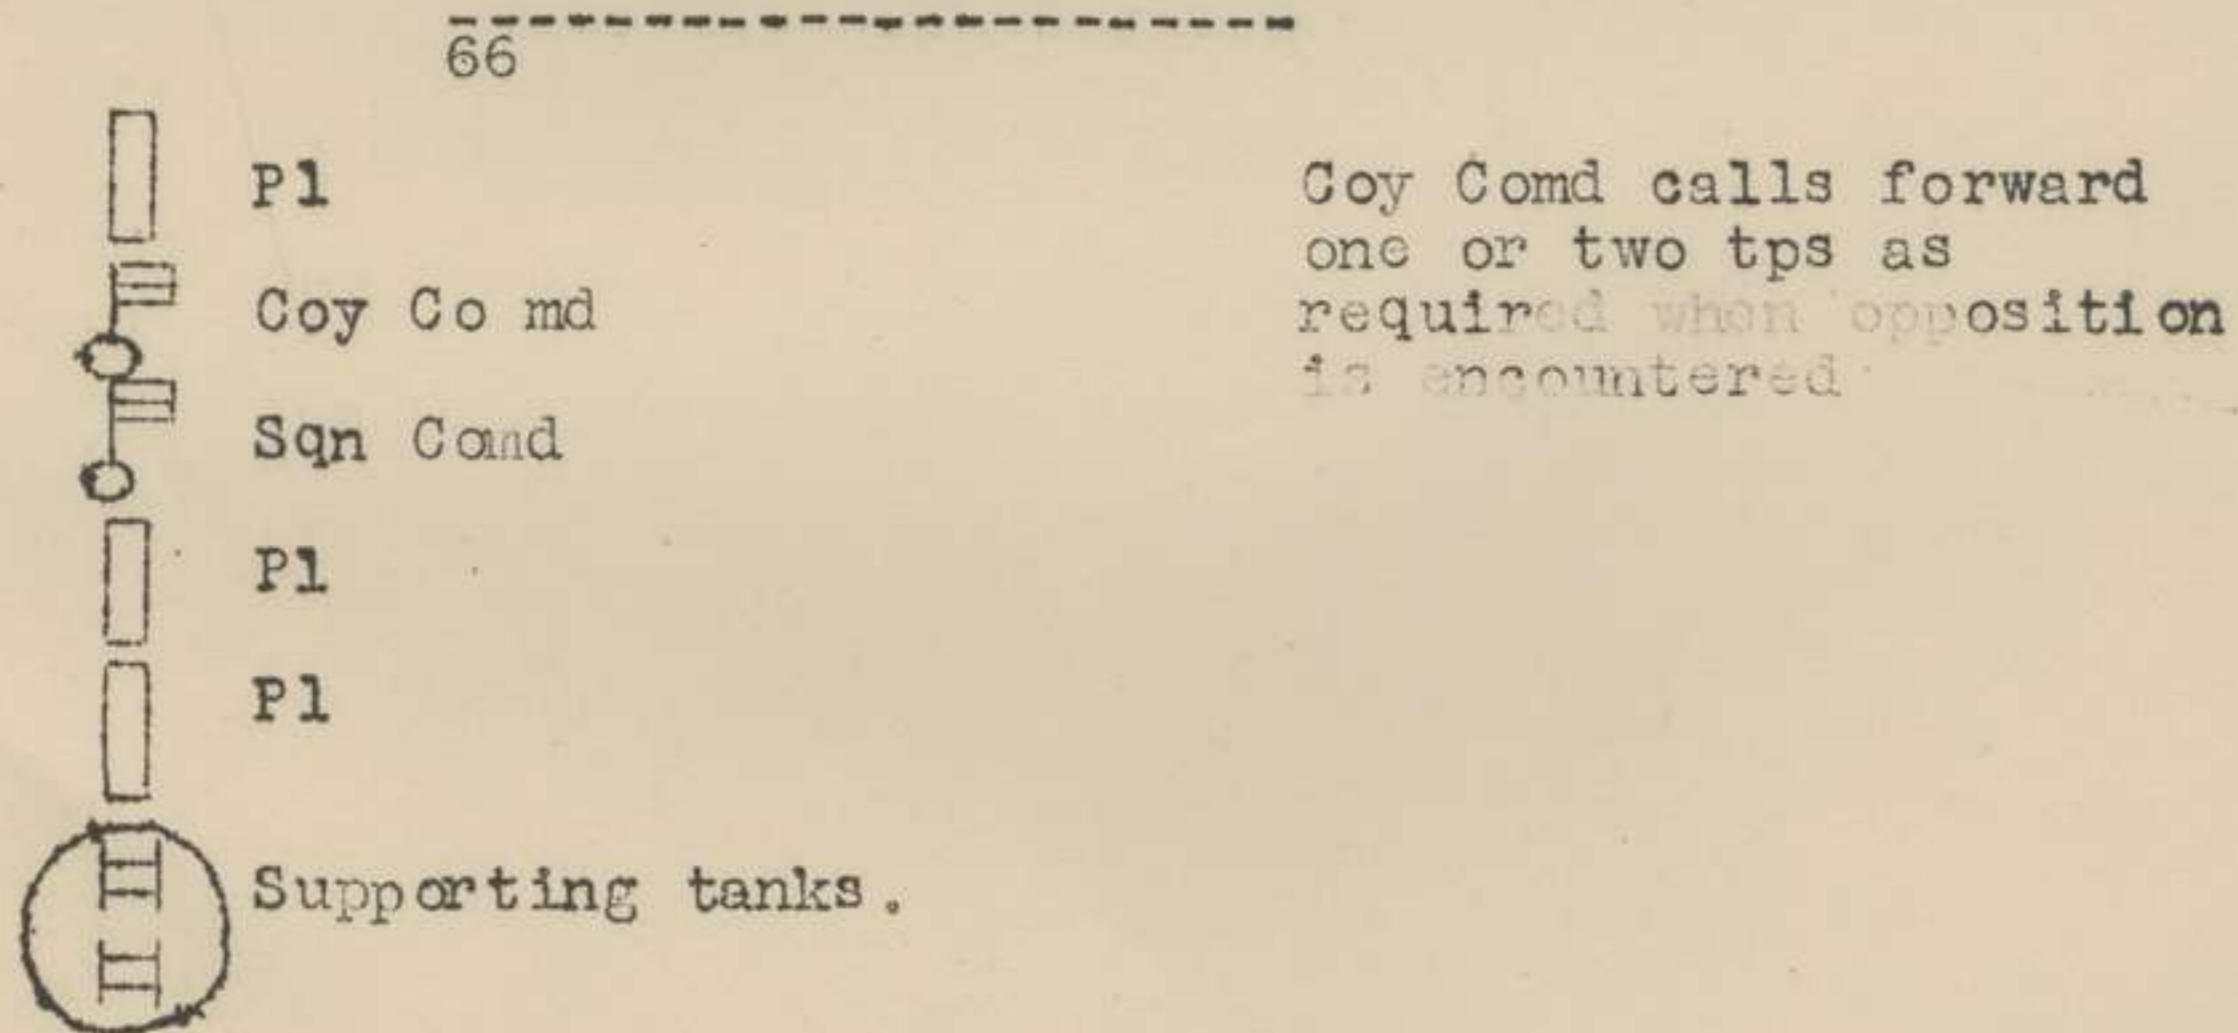 66
Pl
Coy Co md
Sqn Comd
Pl
Pl
Supporting tanks.
Coy Comd calls forward
one or two tps as
required when opposition
is encountered